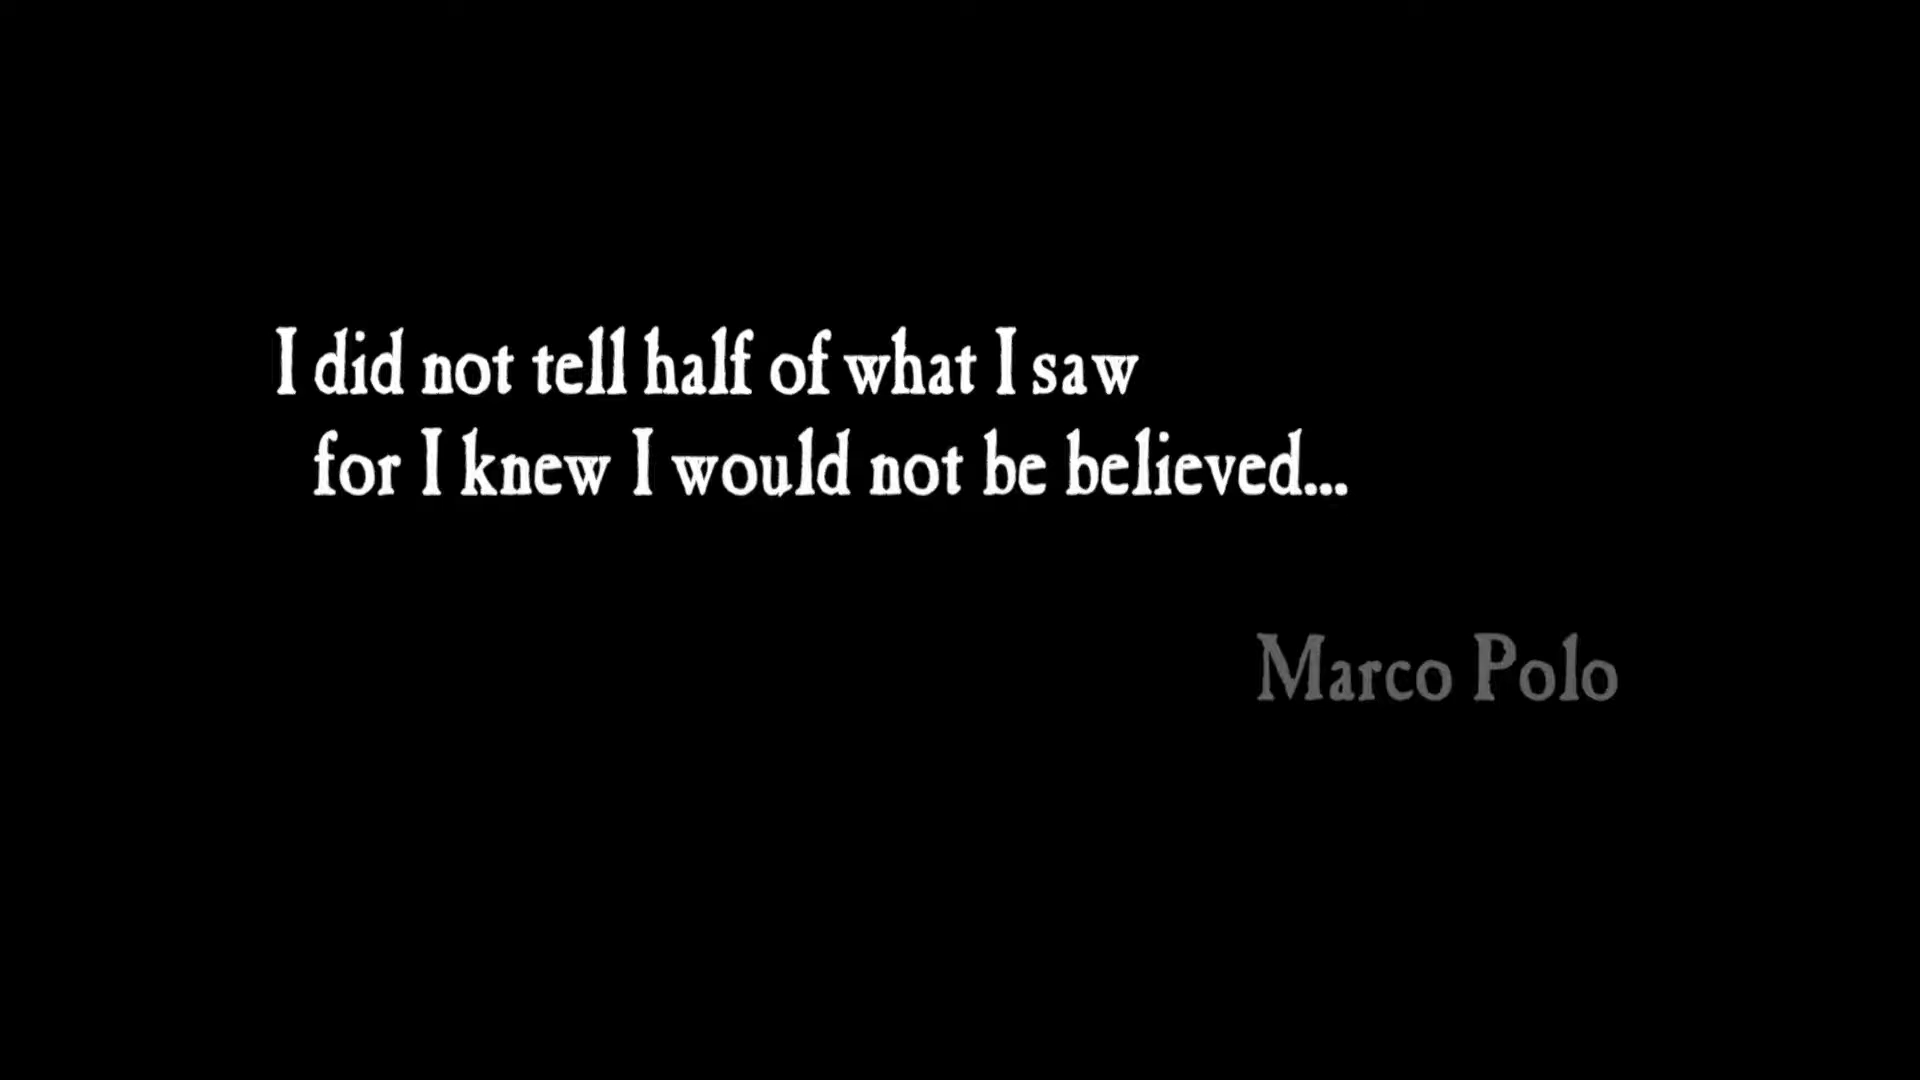 I did not tell half of what I saw
for I knew I would not be believed...
Marco Polo